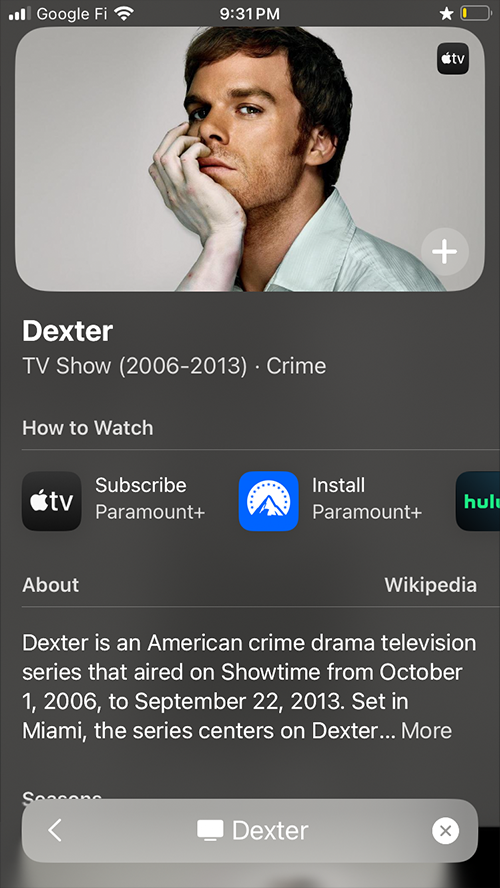 Google Fi 9:31 PM
tv
Dexter
TV Show (2006-2013) · Crime
How to Watch
tv Subscribe Paramount+
Install Paramount+
hulu
About Wikipedia
Dexter is an American crime drama television
series that aired on Showtime from October
1, 2006, to September 22, 2013. Set in
Miami, the series centers on Dexter... More
Seasons
Dexter